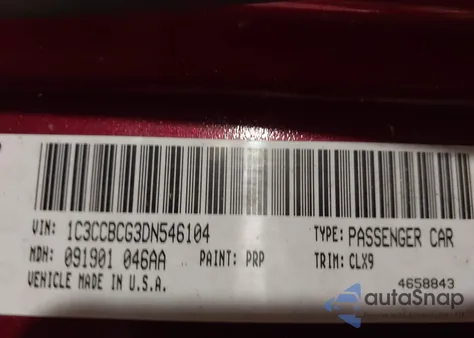 VIN: 1C3CCBCG3DN546104 TYPE: PASSENGER CAR
MDH: 091901 046AA PAINT: PRP TRIM: CLX9
VEHICLE MADE IN U.S.A. 4658843
autoSnap